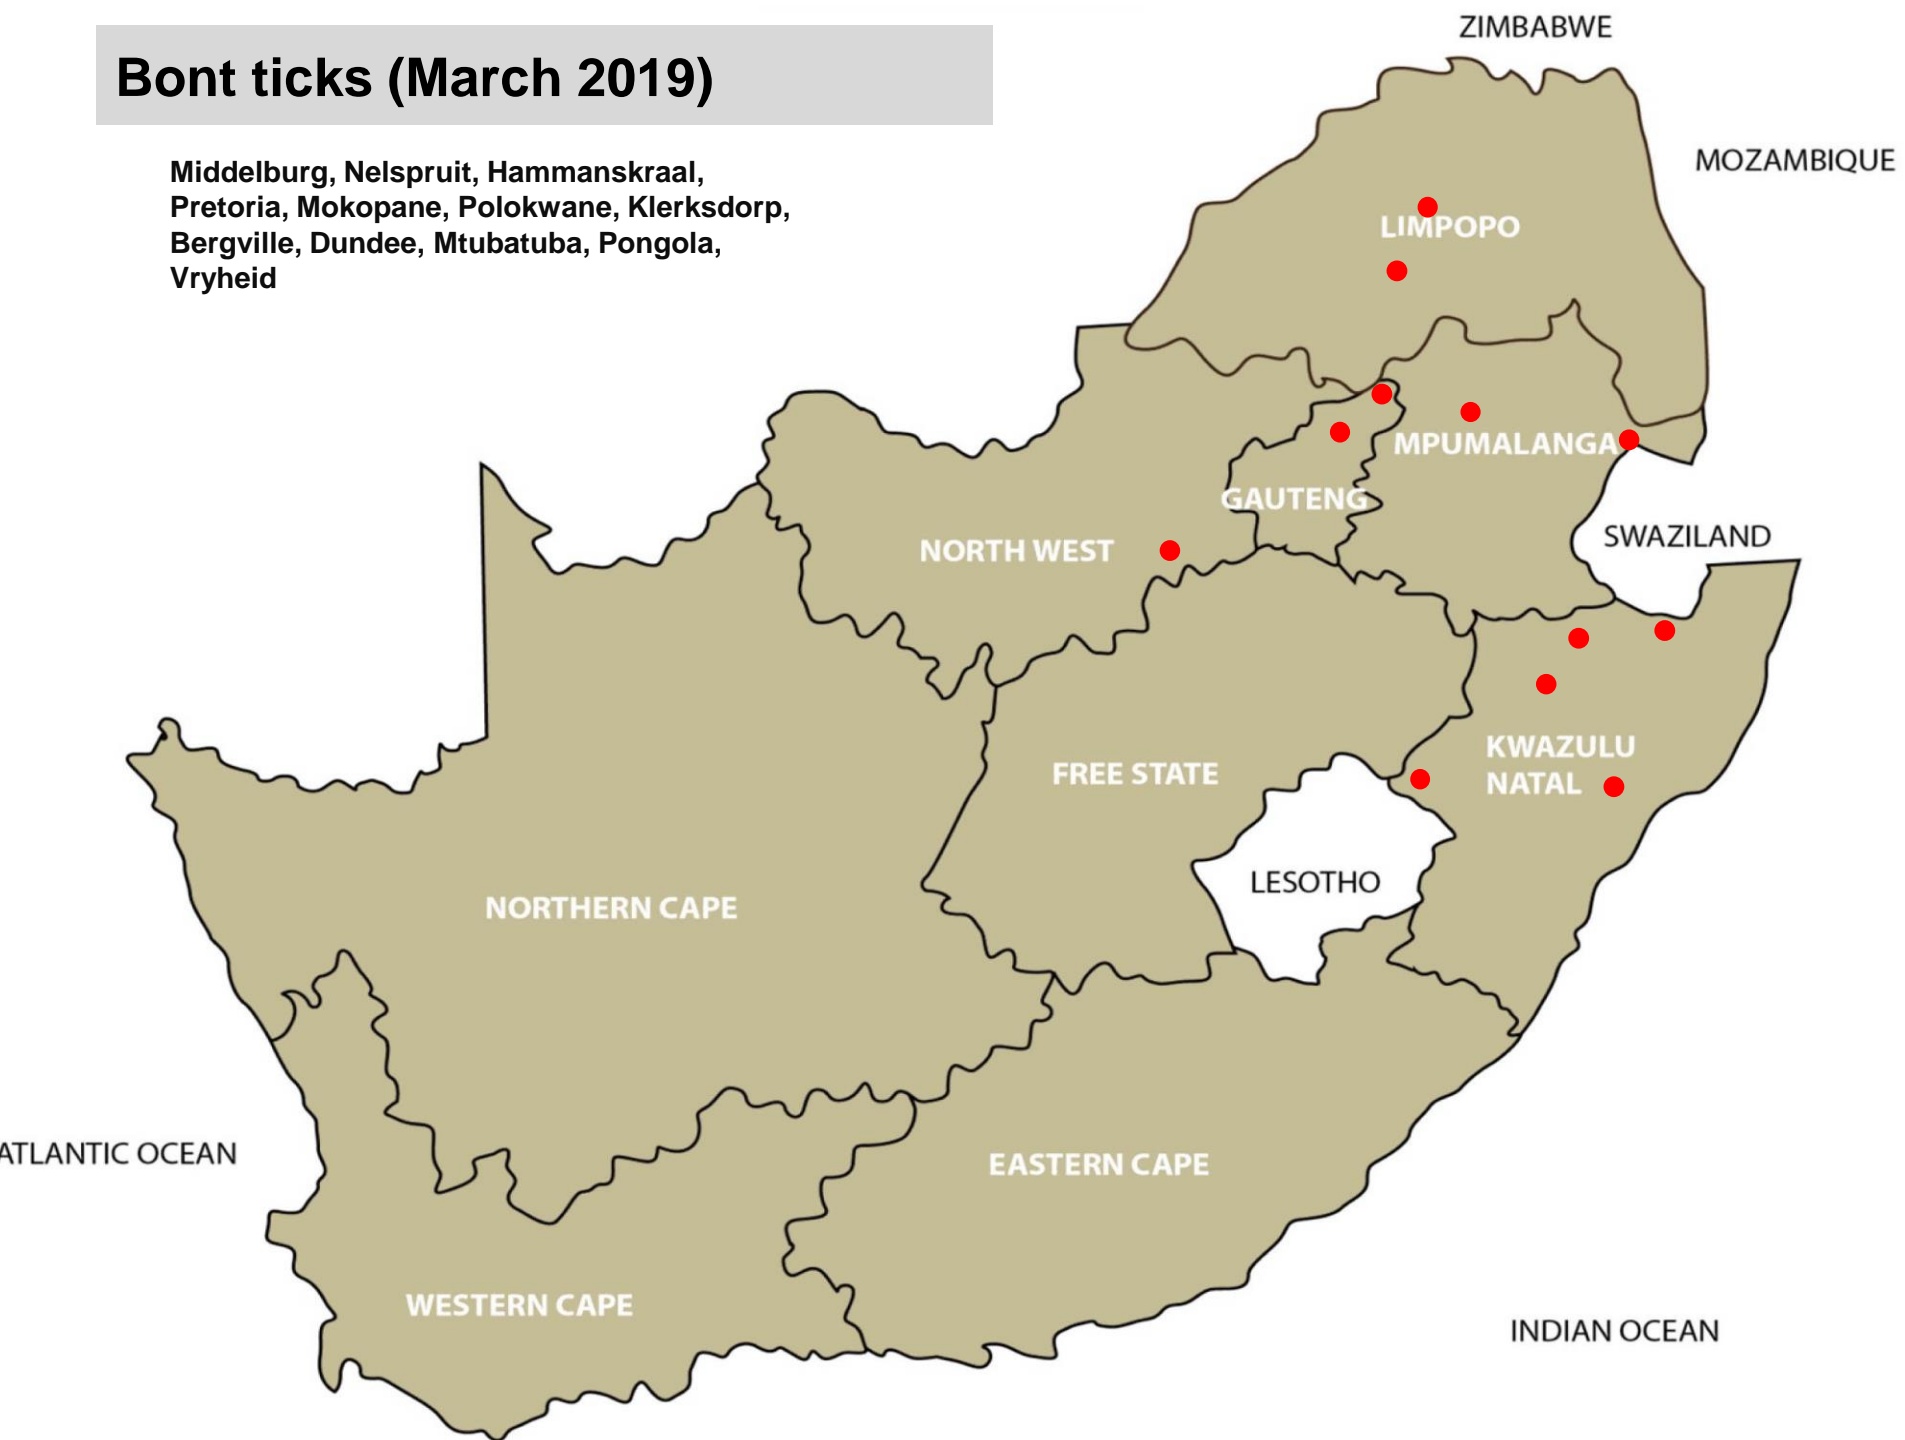 Bont ticks (March 2019)
Middelburg, Nelspruit, Hammanskraal,
Pretoria, Mokopane, Polokwane, Klerksdorp,
Bergville, Dundee, Mtubatuba, Pongola,
Vryheid
ZIMBABWE
MOZAMBIQUE
LIMPOPO
MPUMALANGA
GAUTENG
SWAZILAND
NORTH WEST
KWAZULU
NATAL
FREE STATE
LESOTHO
NORTHERN CAPE
ATLANTIC OCEAN
EASTERN CAPE
WESTERN CAPE
INDIAN OCEAN